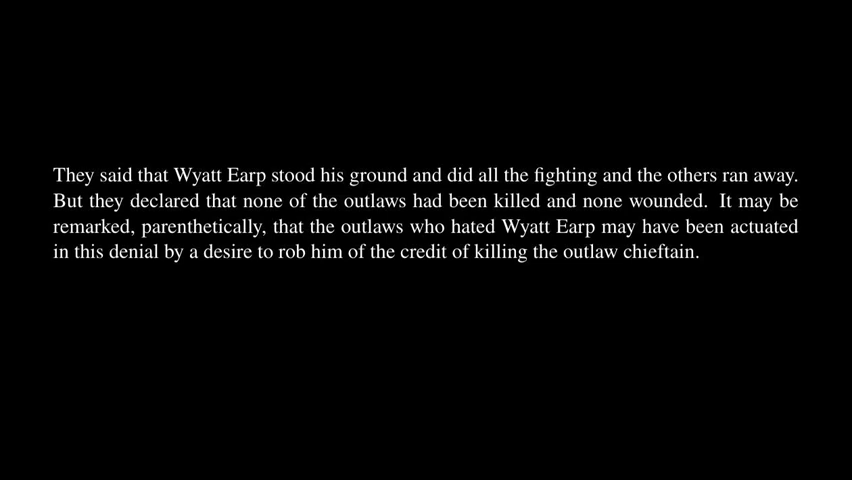 They said that Wyatt Earp stood his ground and did all the fighting and the others ran away.
But they declared that none of the outlaws had been killed and none wounded. It may be
remarked, parenthetically, that the outlaws who hated Wyatt Earp may have been actuated
in this denial by a desire to rob him of the credit of killing the outlaw chieftain.